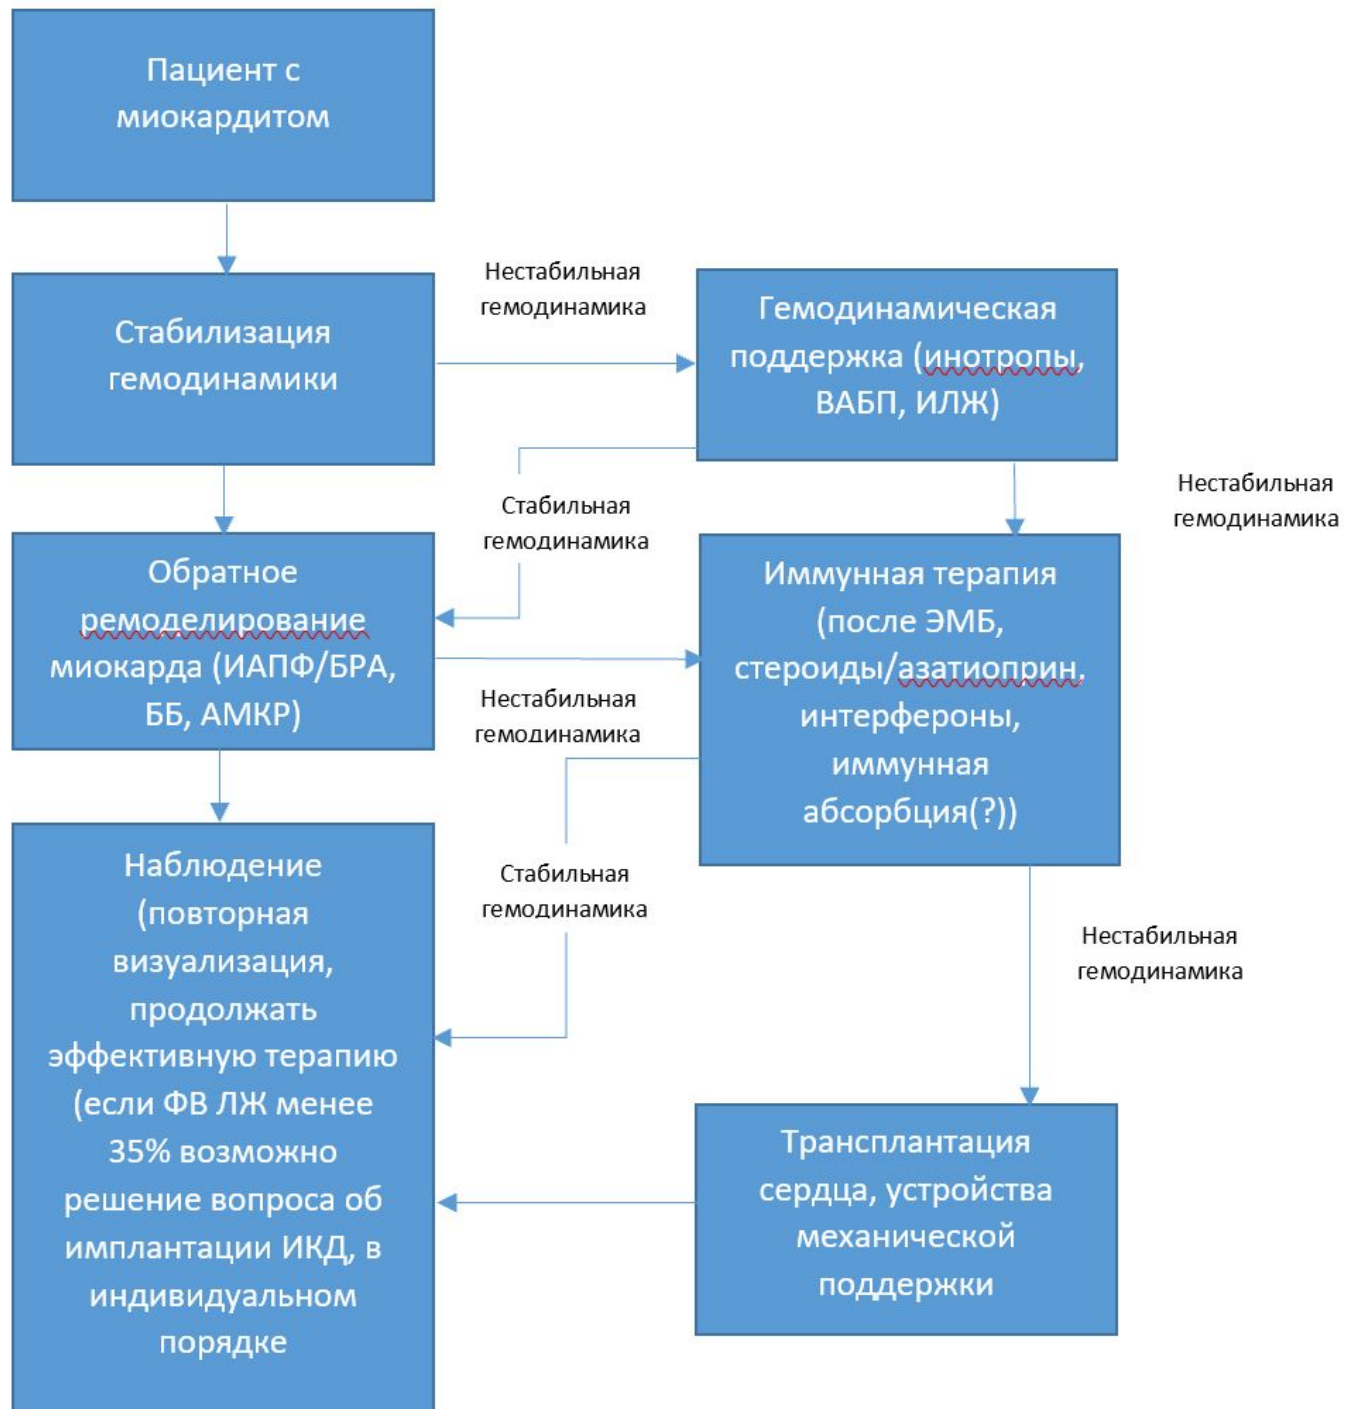 Пациент с
миокардитом
Стабилизация
гемодинамики
Нестабильная
гемодинамика
Гемодинамическая
поддержка (инотропы,
ВАБП, ИЛЖ)
Стабильная
гемодинамика
Нестабильная
гемодинамика
Обратное
ремоделирование
миокарда (ИАПФ/БРА,
ББ, АМКР)
Нестабильная
гемодинамика
Иммунная терапия
(после ЭМБ,
стероиды/азатиоприн,
интерфероны,
иммунная
абсорбция(?))
Наблюдение
(повторная
визуализация,
продолжать
эффективную терапию
(если ФВ ЛЖ менее
35% возможно
решение вопроса об
имплантации ИКД, в
индивидуальном
порядке
Стабильная
гемодинамика
Нестабильная
гемодинамика
Трансплантация
сердца, устройства
механической
поддержки